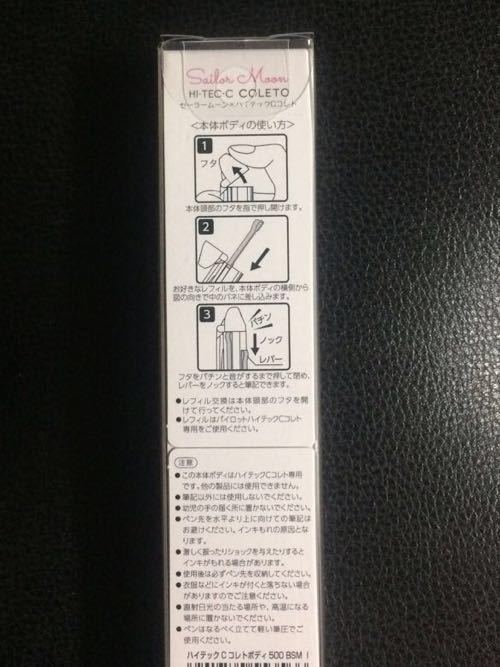 Sailor Moon
HI-TEC-C COLETO
セーラームーン×ハイテックCコレト
<本体ボディの使い方>
1
フタ
本体頭部のフタを指で押し開けます。
2
お好きなレフィルを、本体ボディの横側から
図の向きで中のバネに差し込みます。
3
パチン
ノック
レバー
フタをパチンと音がするまで押して閉め、
レバーをノックすると筆記できます。
●レフィル交換は本体頭部のフタを開
けて行ってください。
●レフィルはパイロットハイテックCコレト
専用をご使用ください。
注意
●この本体ボディはハイテックCコレト専用
です。他の製品には使用できません。
●筆記以外には使用しないでください。
●幼児の手の届く所に置かないでください。
●ペン先を水平より上に向けての筆記は
お避けください。インキもれの原因とな
ります。
●激しく振ったりショックを与えたりすると
インキがもれる場合があります。
●使用後は必ずペン先を収納してください。
●衣服などにインキが付くと落ちない場合
がありますのでご注意ください。
●直射日光の当たる場所や、高温になる
場所に置かないでください。
●ペンはなるべく立てて軽い筆圧でご
使用ください。
ハイテックC コレトボディ 500 BSM